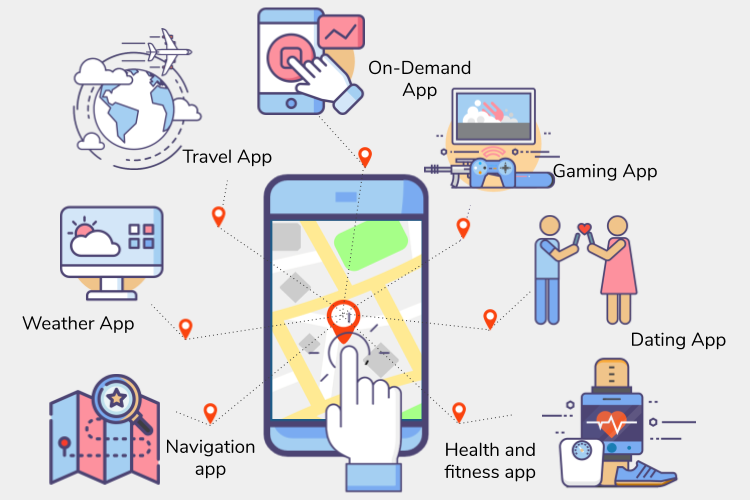 On-Demand
App
Travel App
Gaming App
Weather App
Dating App
Navigation
app
Health and
fitness app